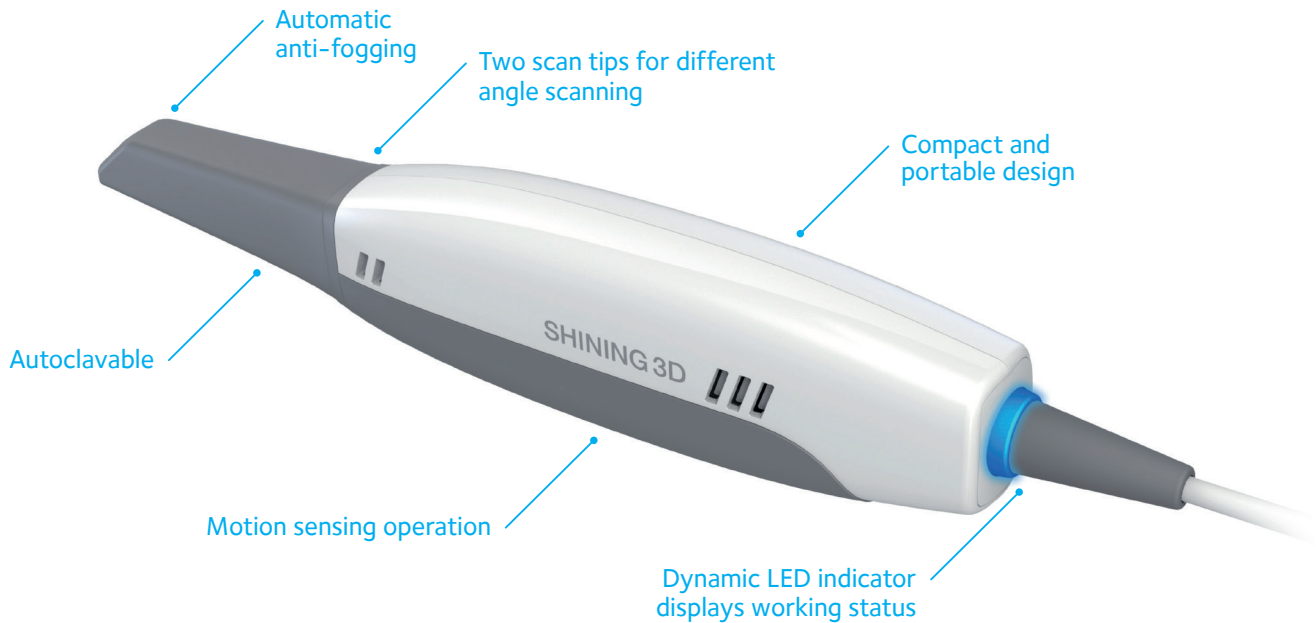 Automatic
anti-fogging
Two scan tips for different
angle scanning
Compact and
portable design
Autoclavable
SHINING 3D
Motion sensing operation
Dynamic LED indicator
displays working status